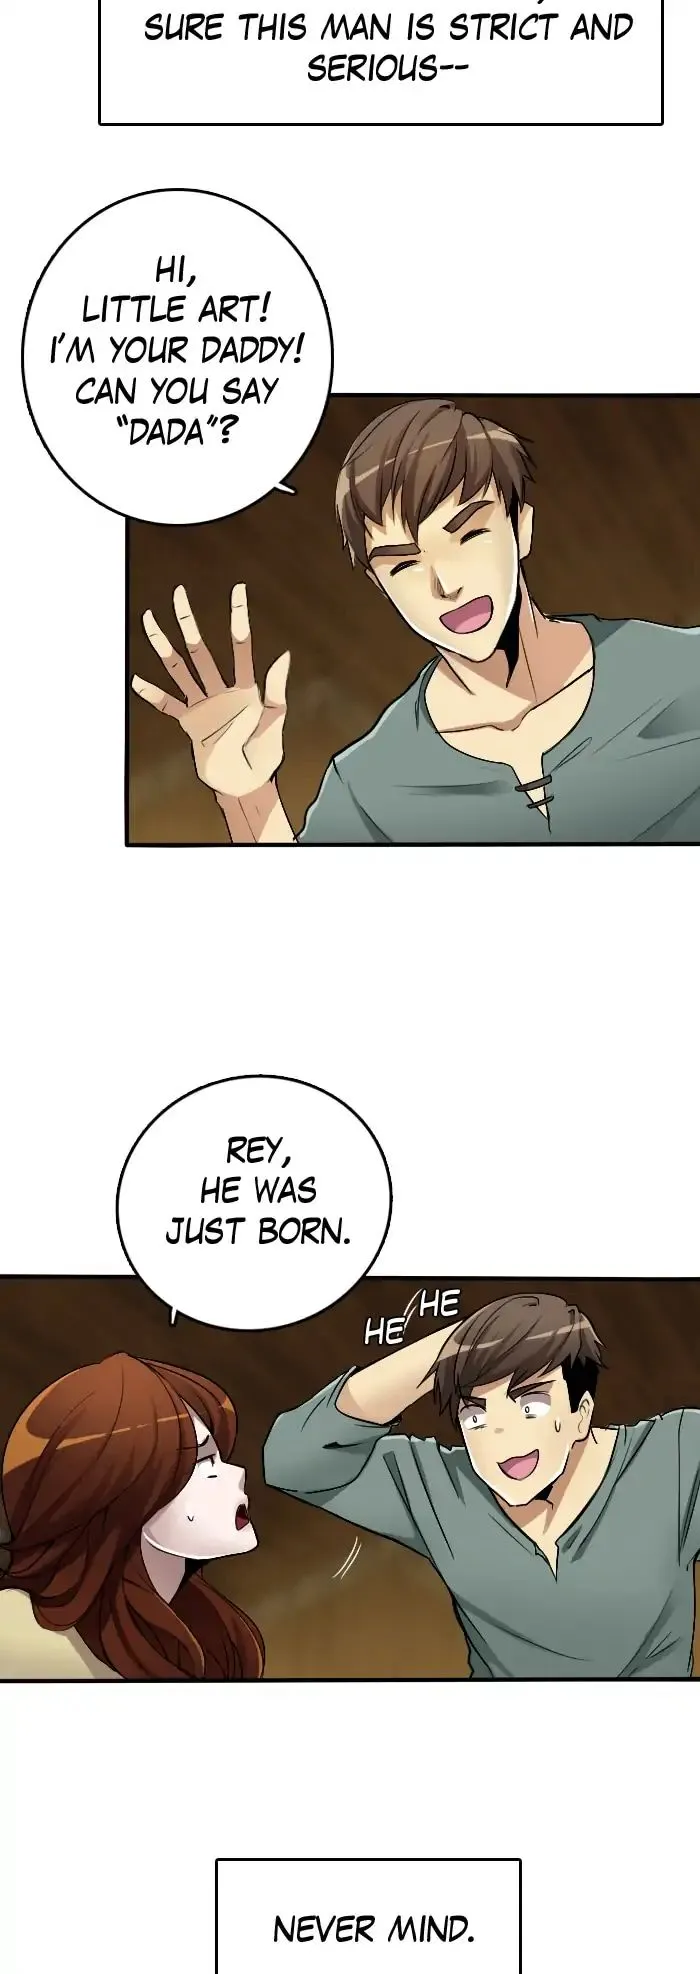 SURE THIS MAN IS STRICT AND
SERIOUS--
HI,
LITTLE ART!
I'M YOUR DADDY!
CAN YOU SAY
"DADA"?
REY,
HE WAS
JUST BORN.
HE HE
NEVER MIND.